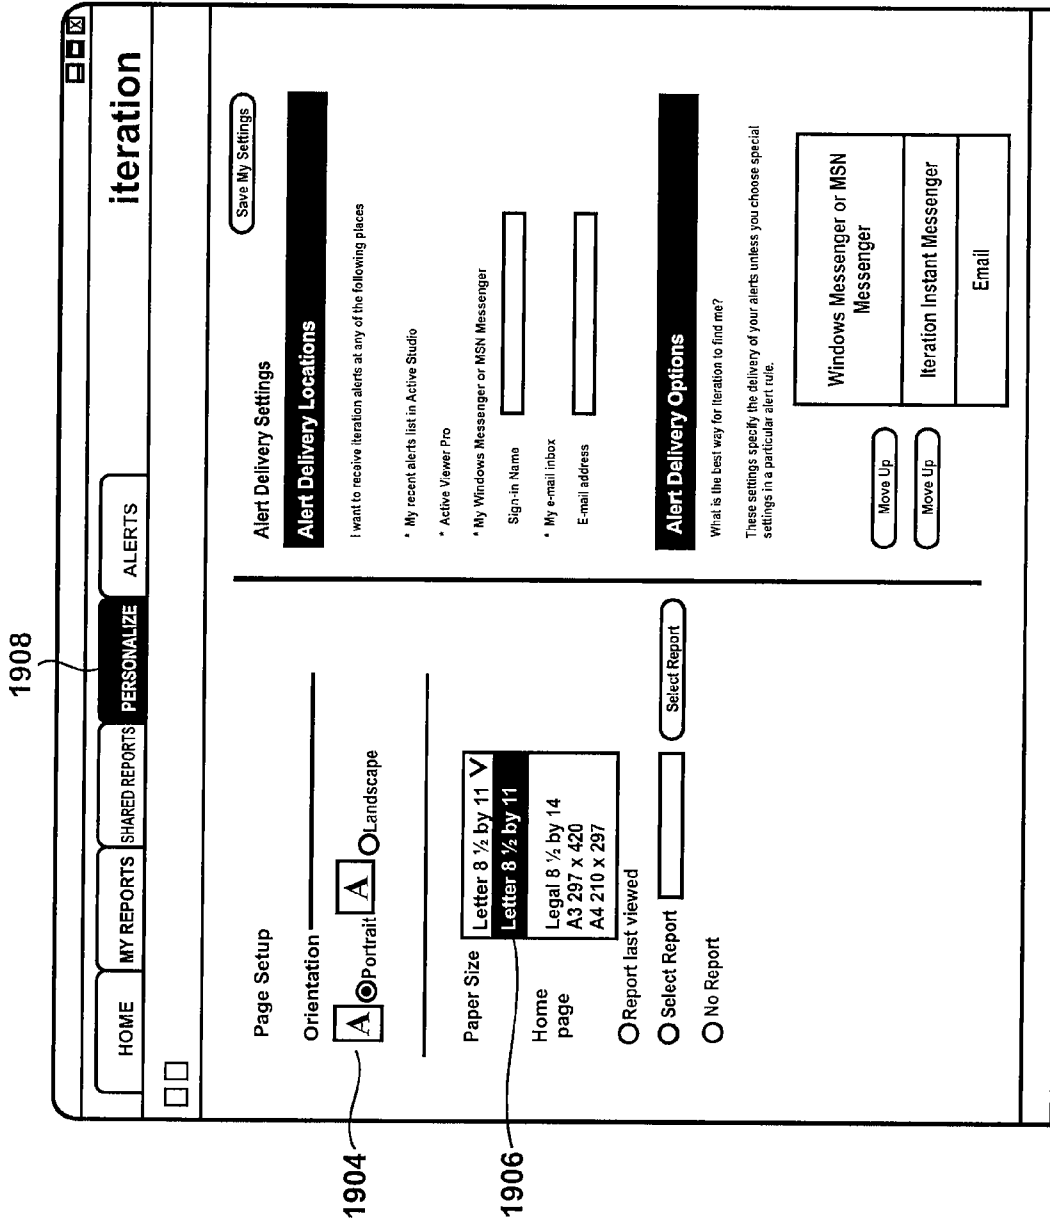 1908
iteration
HOME
MY REPORTS
SHARED REPORTS
PERSONALIZE
ALERTS
Save My Settings
Page Setup
Orientation
A Portrait A Landscape
1904
Paper Size
Letter 8 ½ by 11
Letter 8 ½ by 11
Legal 8 ½ by 14
A3 297 x 420
A4 210 x 297
1906
Home
page
Report last viewed
Select Report
Select Report
No Report
Alert Delivery Settings
Alert Delivery Locations
I want to receive iteration alerts at any of the following places
* My recent alerts list in Active Studio
* Active Viewer Pro
* My Windows Messenger or MSN Messenger
Sign-in Name
* My e-mail inbox
E-mail address
Alert Delivery Options
What is the best way for Iteration to find me?
These settings specify the delivery of your alerts unless you choose special
settings in a particular alert rule.
Move Up
Move Up
Windows Messenger or MSN
Messenger
Iteration Instant Messenger
Email